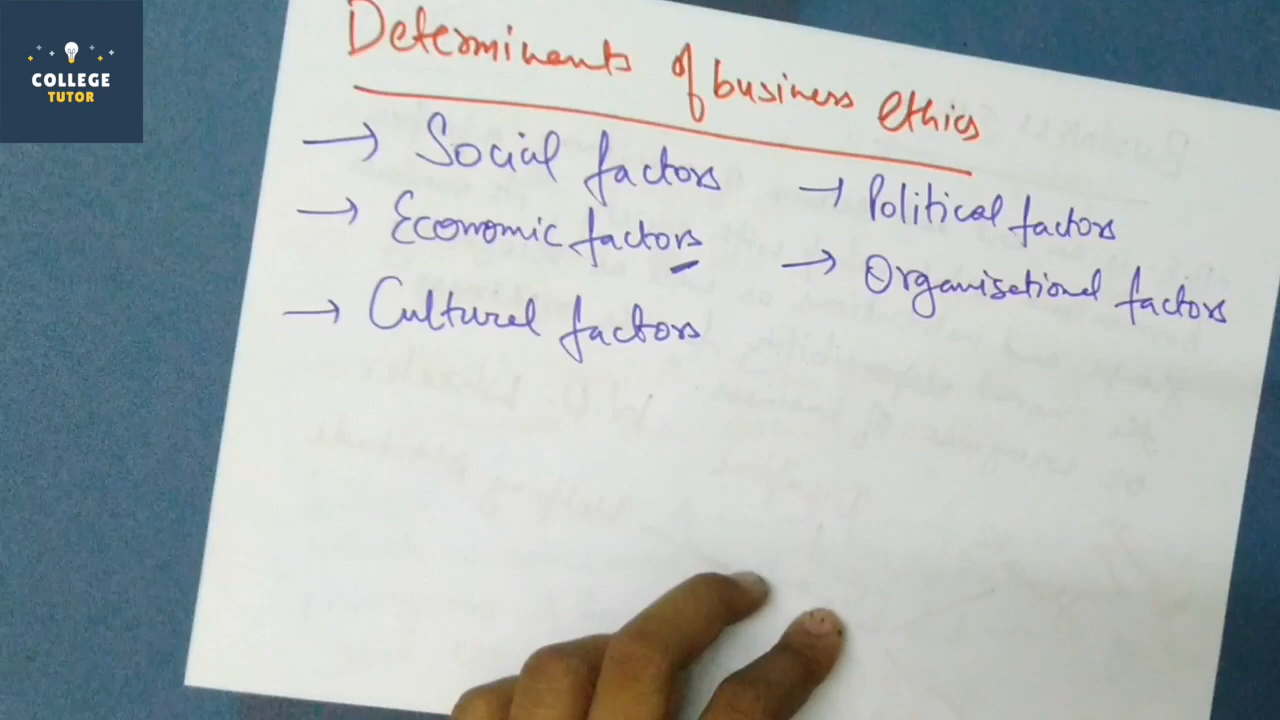 COLLEGE
TUTOR
Determinants of business ethics
→ Social factors
→ Economic factors
→ Cultural factors
→ Political factors
→ Organisational factors